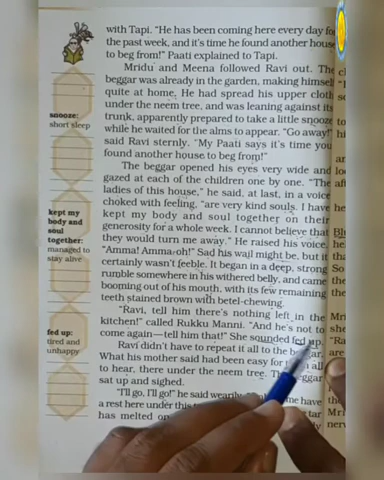 with Tapi. "He has been coming here every day for
the past week, and it's time he found another house
to beg from!" Paati explained to Tapi.
Mridu and Meena followed Ravi out. The
beggar was already in the garden, making himself
quite at home. He had spread his upper cloth
under the neem tree, and was leaning against its
trunk, apparently prepared to take a little snooze
while he waited for the alms to appear. "Go away!"
said Ravi sternly. "My Paati says it's time you
found another house to beg from!"
The beggar opened his eyes very wide and
gazed at each of the children one by one. "The
ladies of this house," he said, at last, in a voice
choked with feeling, "are very kind souls. I have
kept my body and soul together on their
generosity for a whole week. I cannot believe that
they would turn me away." He raised his voice.
"Amma! Amma-oh!" Sad his wail might be, but it
certainly wasn't feeble. It began in a deep, strong
rumble somewhere in his withered belly, and came
booming out of his mouth, with its few remaining
teeth stained brown with betel-chewing.
"Ravi, tell him there's nothing left in the
kitchen!" called Rukku Manni. "And he's not to
come again—tell him that!" She sounded fed up.
Ravi didn't have to repeat it all to the beggar.
What his mother said had been easy for
to hear, there under the neem tree. The beggar
sat up and sighed.
"I'll go, I'll go!" he said wearily. have
a rest here under this tar
has melted
snooze:
short sleep
kept my
body and
soul
together:
managed to
stay alive
fed up:
tired and
unhappy